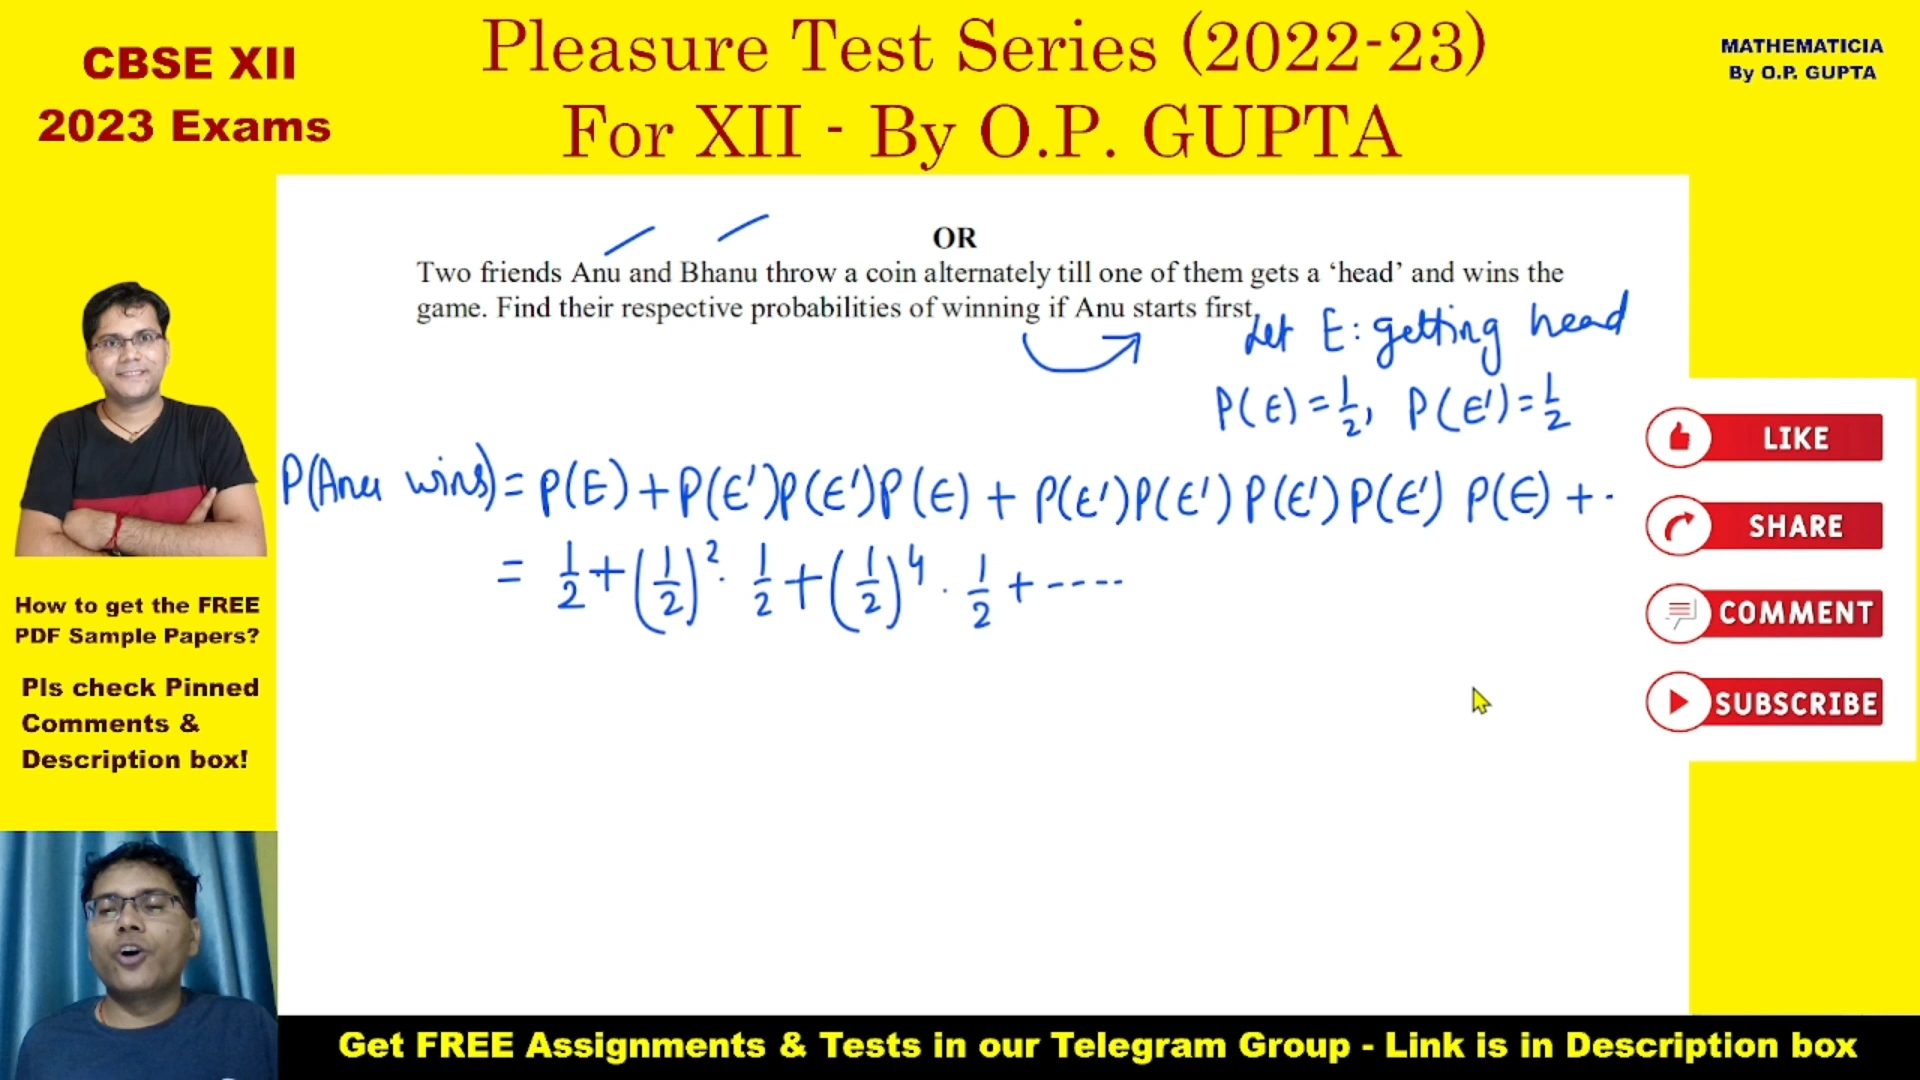 CBSE XII
2023 Exams
Pleasure Test Series (2022-23)
For XII - By O.P. GUPTA
MATHEMATICIA
By O.P. GUPTA
OR
Two friends Anu and Bhanu throw a coin alternately till one of them gets a ‘head’ and wins the
game. Find their respective probabilities of winning if Anu starts first.
Let E: getting head
P(E) = 1/2, P(E') = 1/2
P(Anu wins) = P(E) + P(E')P(E')P(E) + P(E')P(E')P(E')P(E') P(E) + ·
= 1/2 + (1/2)² · 1/2 + (1/2)⁴ · 1/2 + ----
LIKE
SHARE
COMMENT
SUBSCRIBE
How to get the FREE
PDF Sample Papers?
Pls check Pinned
Comments &
Description box!
Get FREE Assignments & Tests in our Telegram Group - Link is in Description box